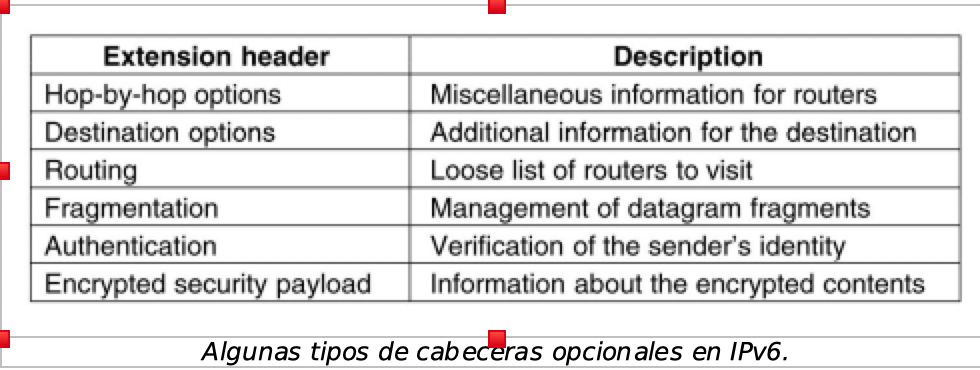 Extension header Description
Hop-by-hop options Miscellaneous information for routers
Destination options Additional information for the destination
Routing Loose list of routers to visit
Fragmentation Management of datagram fragments
Authentication Verification of the sender's identity
Encrypted security payload Information about the encrypted contents
Algunas tipos de cabeceras opcionales en IPv6.